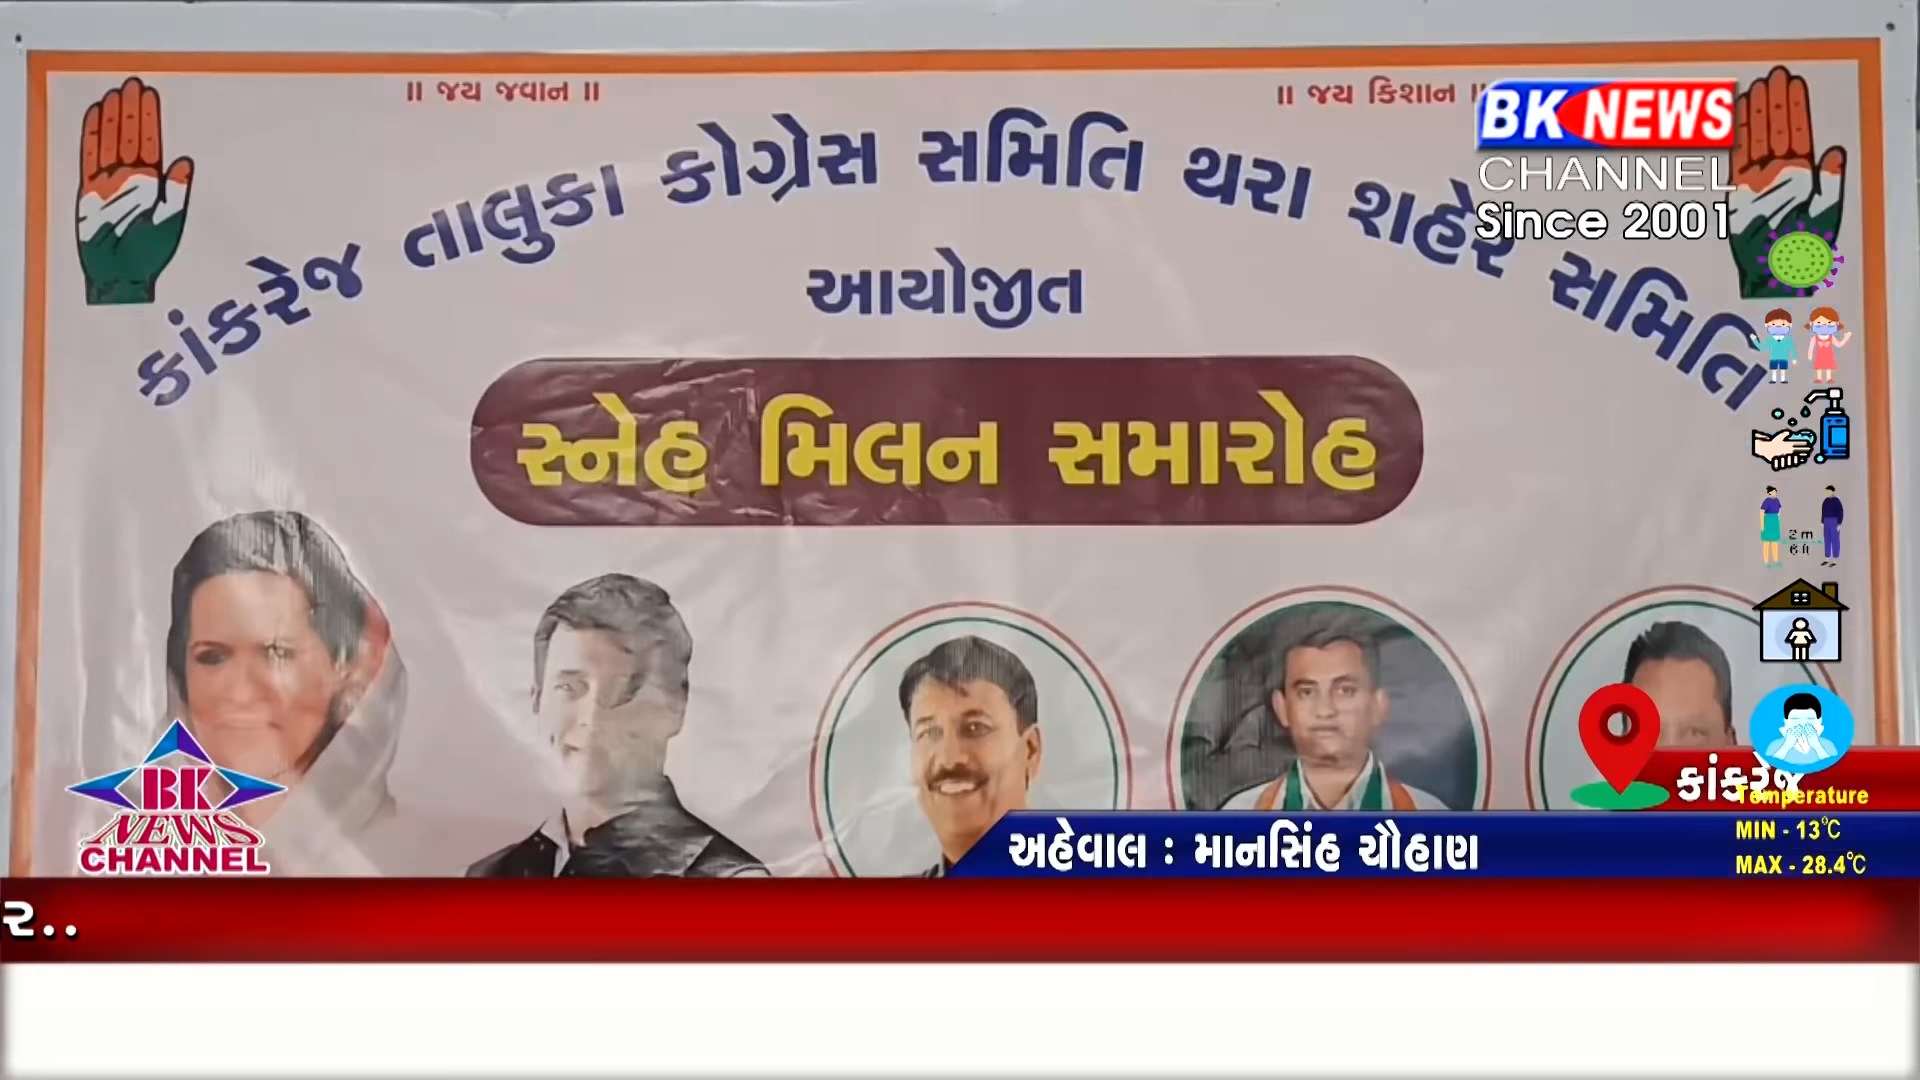 ॥ જય જવાન ॥
॥ જય કિશાન ॥
કાંકરેજ તાલુકા કોગ્રેસ સમિતિ થરા શહેર સમિતિ
આયોજીત
સ્નેહ મિલન સમારોહ
BK NEWS
CHANNEL
Since 2001
2 m
કાંકરેજ
Temperature
MIN - 13℃
MAX - 28.4℃
અહેવાલ : માનસિંહ ચૌહાણ
BK
NEWS
CHANNEL
ર..